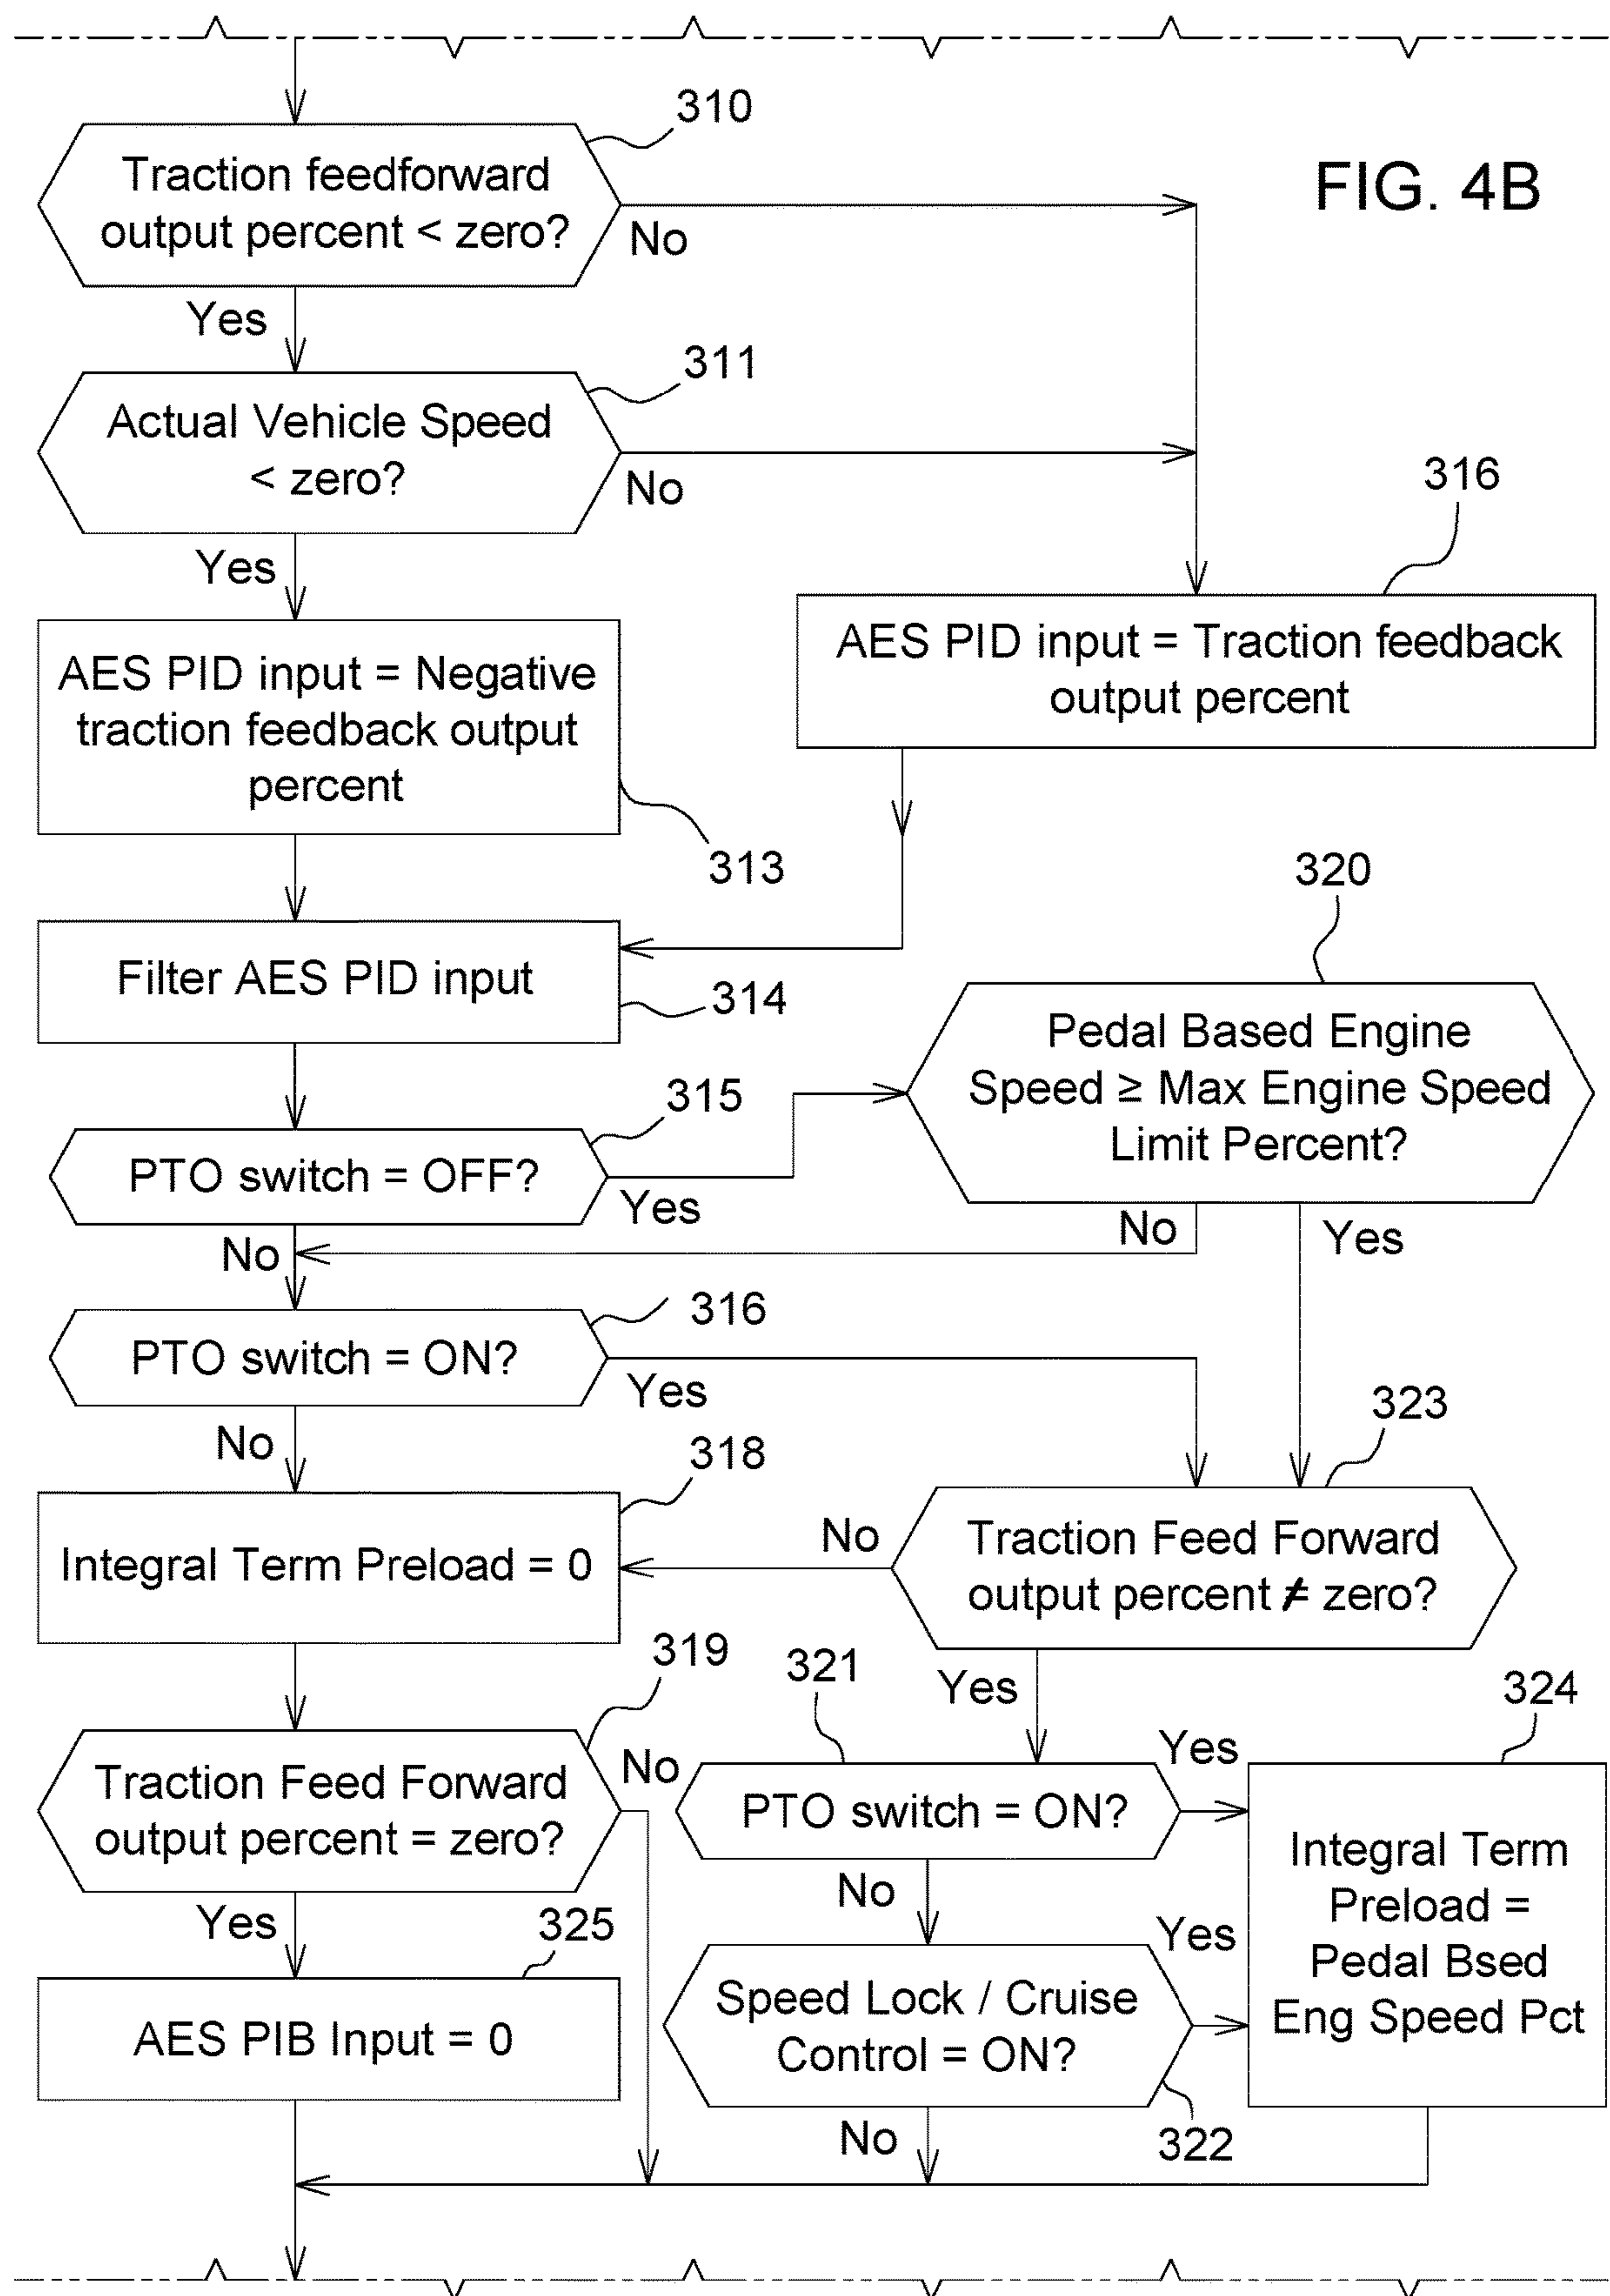 FIG. 4B
310
Traction feedforward
output percent < zero?
No
Yes
311
Actual Vehicle Speed
< zero?
No
Yes
316
AES PID input = Traction feedback
output percent
AES PID input = Negative
traction feedback output
percent
313
Filter AES PID input
314
320
Pedal Based Engine
Speed ≥ Max Engine Speed
Limit Percent?
No
Yes
315
PTO switch = OFF?
Yes
No
316
PTO switch = ON?
Yes
No
318
Integral Term Preload = 0
323
Traction Feed Forward
output percent ≠ zero?
No
Yes
319
Traction Feed Forward
output percent = zero?
No
Yes
321
PTO switch = ON?
Yes
No
324
Integral Term
Preload =
Pedal Bsed
Eng Speed Pct
325
AES PIB Input = 0
Speed Lock / Cruise
Control = ON?
Yes
No
322